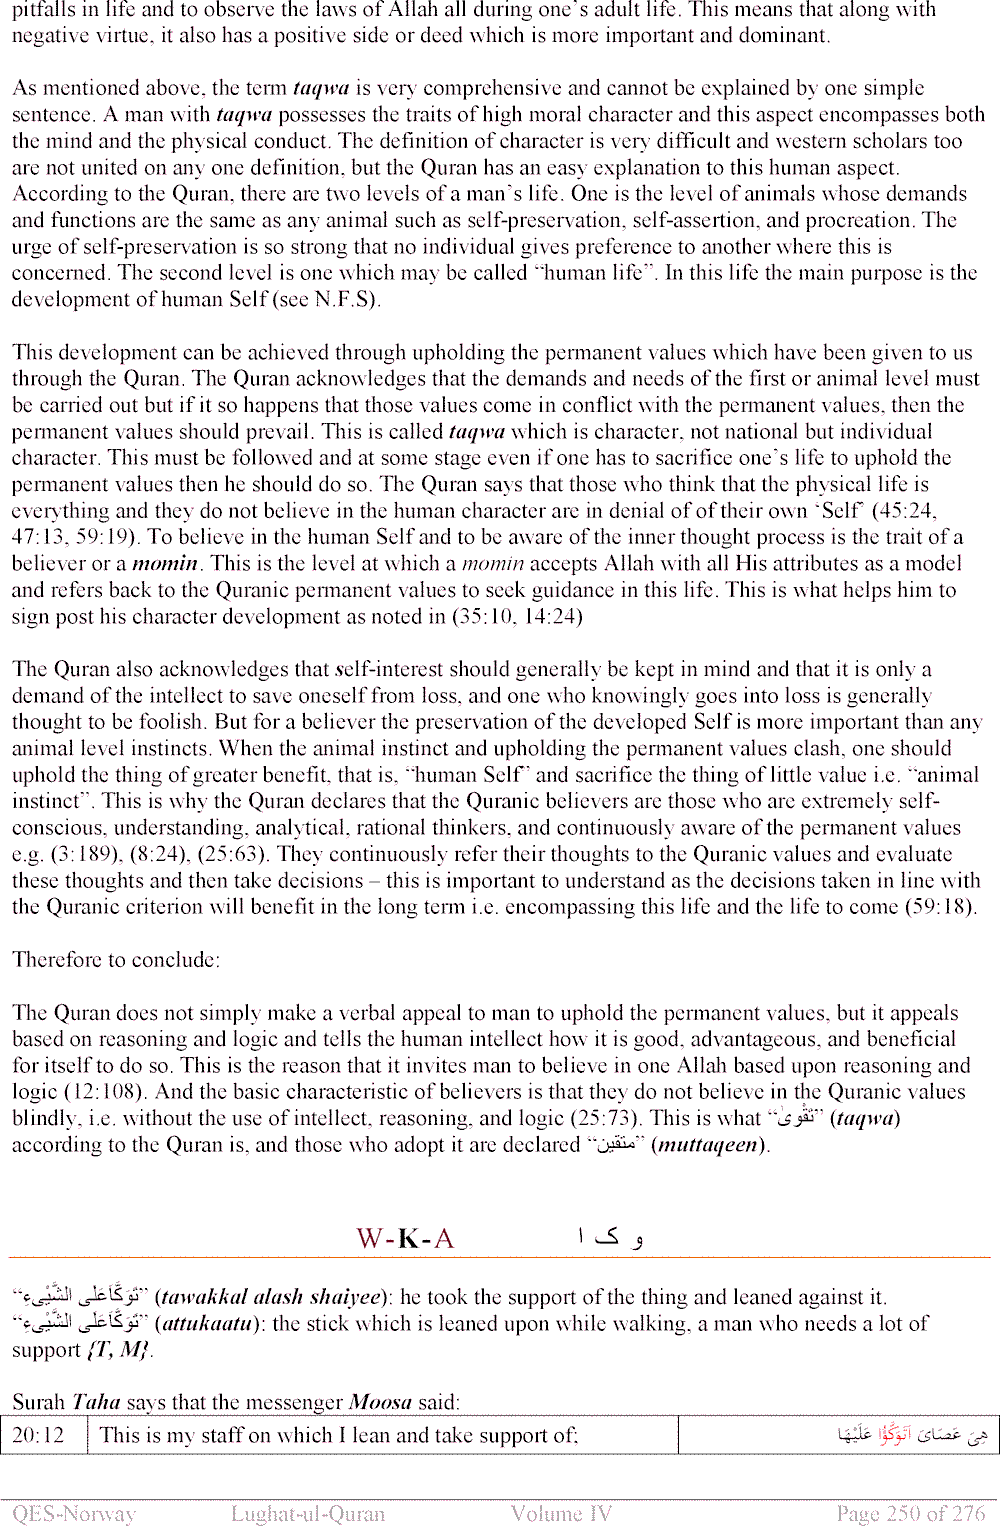 pitfalls in life and to observe the laws of Allah all during one's adult life. This means that along with
negative virtue, it also has a positive side or deed which is more important and dominant.
As mentioned above, the term taqwa is very comprehensive and cannot be explained by one simple
sentence. A man with taqwa possesses the traits of high moral character and this aspect encompasses both
the mind and the physical conduct. The definition of character is very difficult and western scholars too
are not united on any one definition, but the Quran has an easy explanation to this human aspect.
According to the Quran, there are two levels of a man's life. One is the level of animals whose demands
and functions are the same as any animal such as self-preservation, self-assertion, and procreation. The
urge of self-preservation is so strong that no individual gives preference to another where this is
concerned. The second level is one which may be called “human life”. In this life the main purpose is the
development of human Self (see N.F.S).
This development can be achieved through upholding the permanent values which have been given to us
through the Quran. The Quran acknowledges that the demands and needs of the first or animal level must
be carried out but if it so happens that those values come in conflict with the permanent values, then the
permanent values should prevail. This is called taqwa which is character, not national but individual
character. This must be followed and at some stage even if one has to sacrifice one's life to uphold the
permanent values then he should do so. The Quran says that those who think that the physical life is
everything and they do not believe in the human character are in denial of of their own ‘Self’ (45:24,
47:13, 59:19). To believe in the human Self and to be aware of the inner thought process is the trait of a
believer or a momin. This is the level at which a momin accepts Allah with all His attributes as a model
and refers back to the Quranic permanent values to seek guidance in this life. This is what helps him to
sign post his character development as noted in (35:10, 14:24)
The Quran also acknowledges that self-interest should generally be kept in mind and that it is only a
demand of the intellect to save oneself from loss, and one who knowingly goes into loss is generally
thought to be foolish. But for a believer the preservation of the developed Self is more important than any
animal level instincts. When the animal instinct and upholding the permanent values clash, one should
uphold the thing of greater benefit, that is, “human Self” and sacrifice the thing of little value i.e. “animal
instinct”. This is why the Quran declares that the Quranic believers are those who are extremely self-
conscious, understanding, analytical, rational thinkers, and continuously aware of the permanent values
e.g. (3:189), (8:24), (25:63). They continuously refer their thoughts to the Quranic values and evaluate
these thoughts and then take decisions – this is important to understand as the decisions taken in line with
the Quranic criterion will benefit in the long term i.e. encompassing this life and the life to come (59:18).
Therefore to conclude:
The Quran does not simply make a verbal appeal to man to uphold the permanent values, but it appeals
based on reasoning and logic and tells the human intellect how it is good, advantageous, and beneficial
for itself to do so. This is the reason that it invites man to believe in one Allah based upon reasoning and
logic (12:108). And the basic characteristic of believers is that they do not believe in the Quranic values
blindly, i.e. without the use of intellect, reasoning, and logic (25:73). This is what “تَقْوىٰ” (taqwa)
according to the Quran is, and those who adopt it are declared “متقین” (muttaqeen).
W-K-A و ک ا
“تَوَکَّاَعَلَی الشَّیْیءِ” (tawakkal alash shaiyee): he took the support of the thing and leaned against it.
“تَوَکَّاَعَلَی الشَّیْیءِ” (attukaatu): the stick which is leaned upon while walking, a man who needs a lot of
support {T, M}.
Surah Taha says that the messenger Moosa said:
20:12 This is my staff on which I lean and take support of; هِیَ عَصَایَ اَتَوَکَّؤُا عَلَیْهَا
QES-Norway Lughat-ul-Quran Volume IV Page 250 of 276